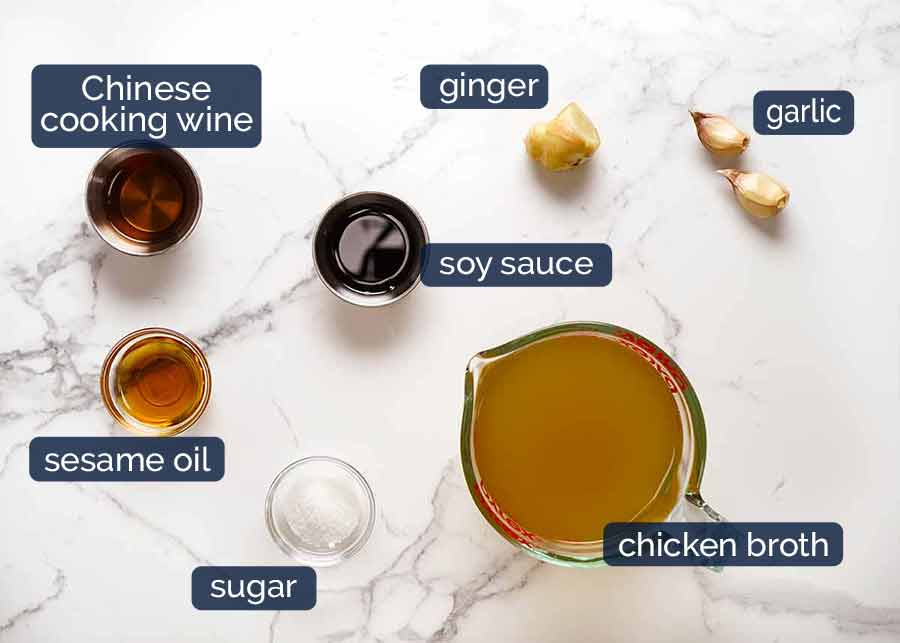 Chinese
cooking wine
ginger
garlic
soy sauce
sesame oil
chicken broth
sugar